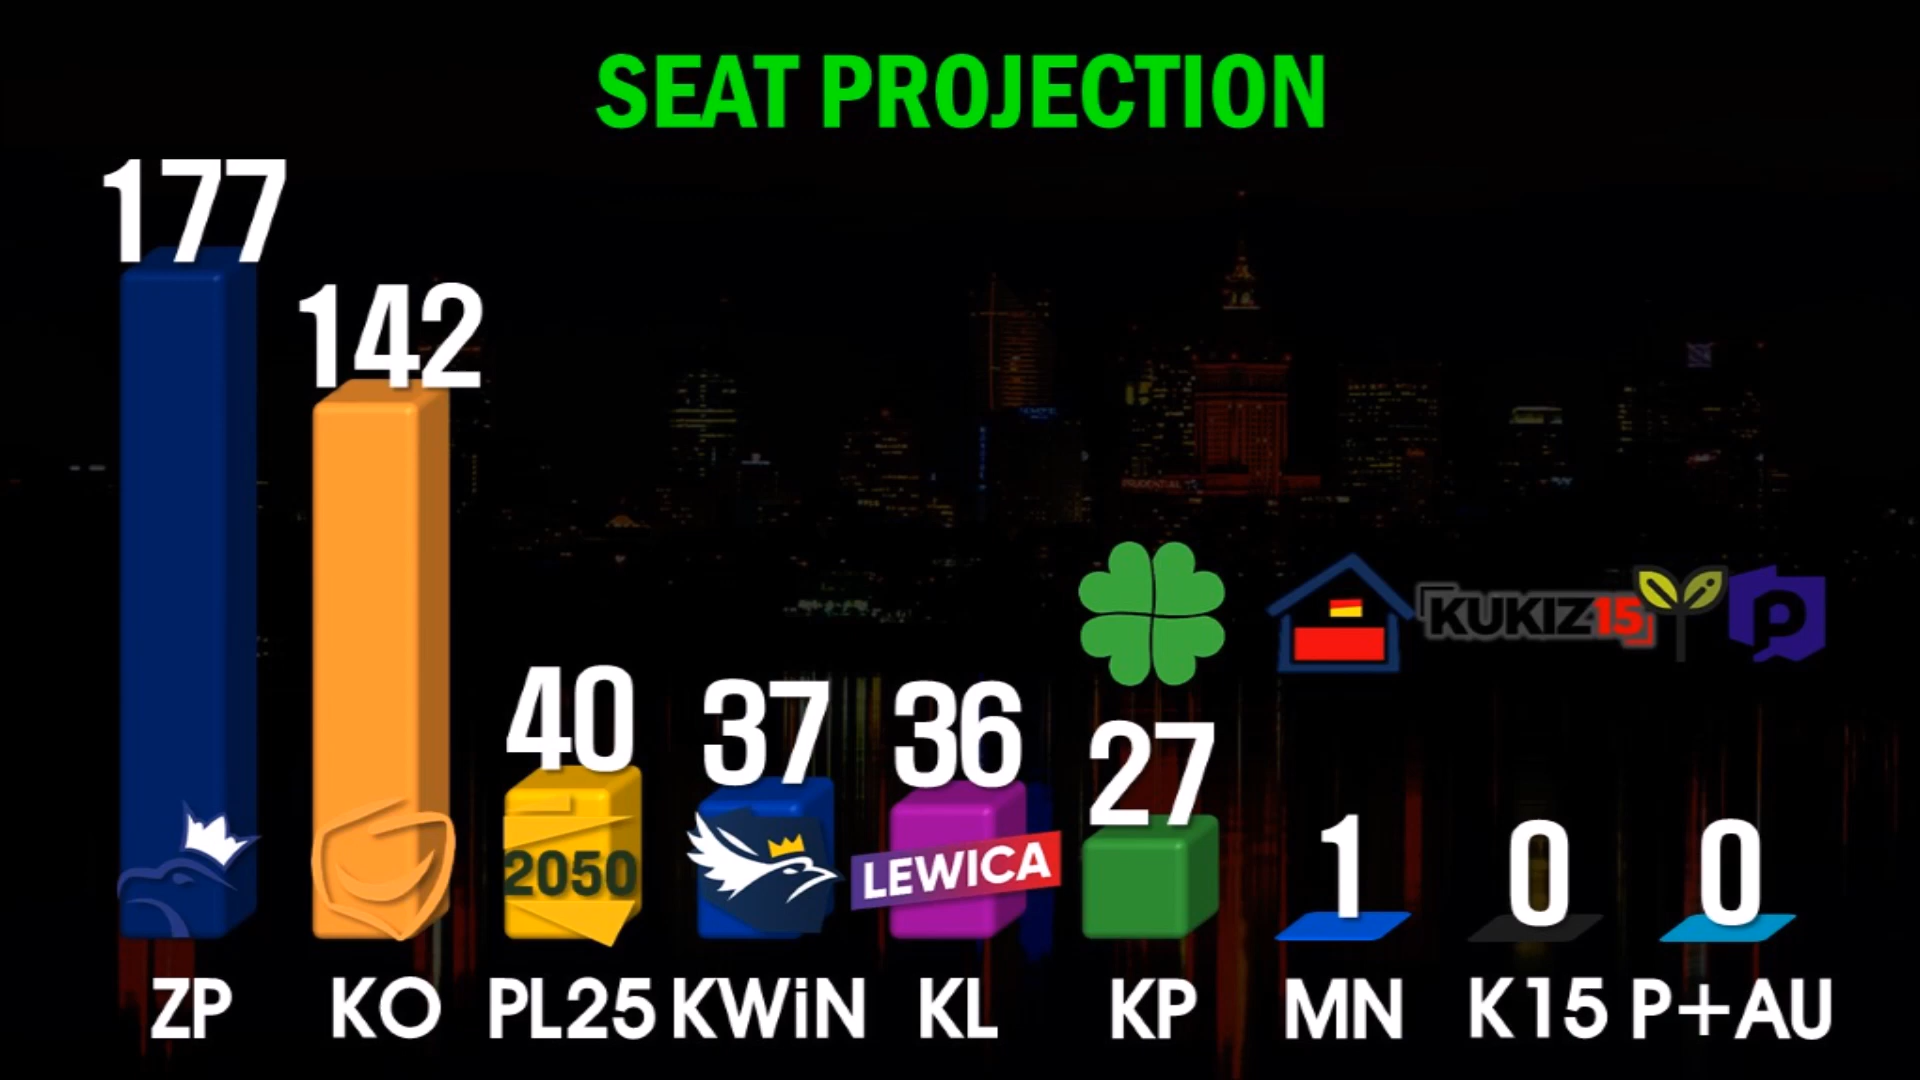 SEAT PROJECTION
177
142
40
37
36
27
1
0
0
2050
LEWICA
KUKIZ15
p
ZP
KO
PL25
KWiN
KL
KP
MN
K15
P+AU
PRUDENTIAL